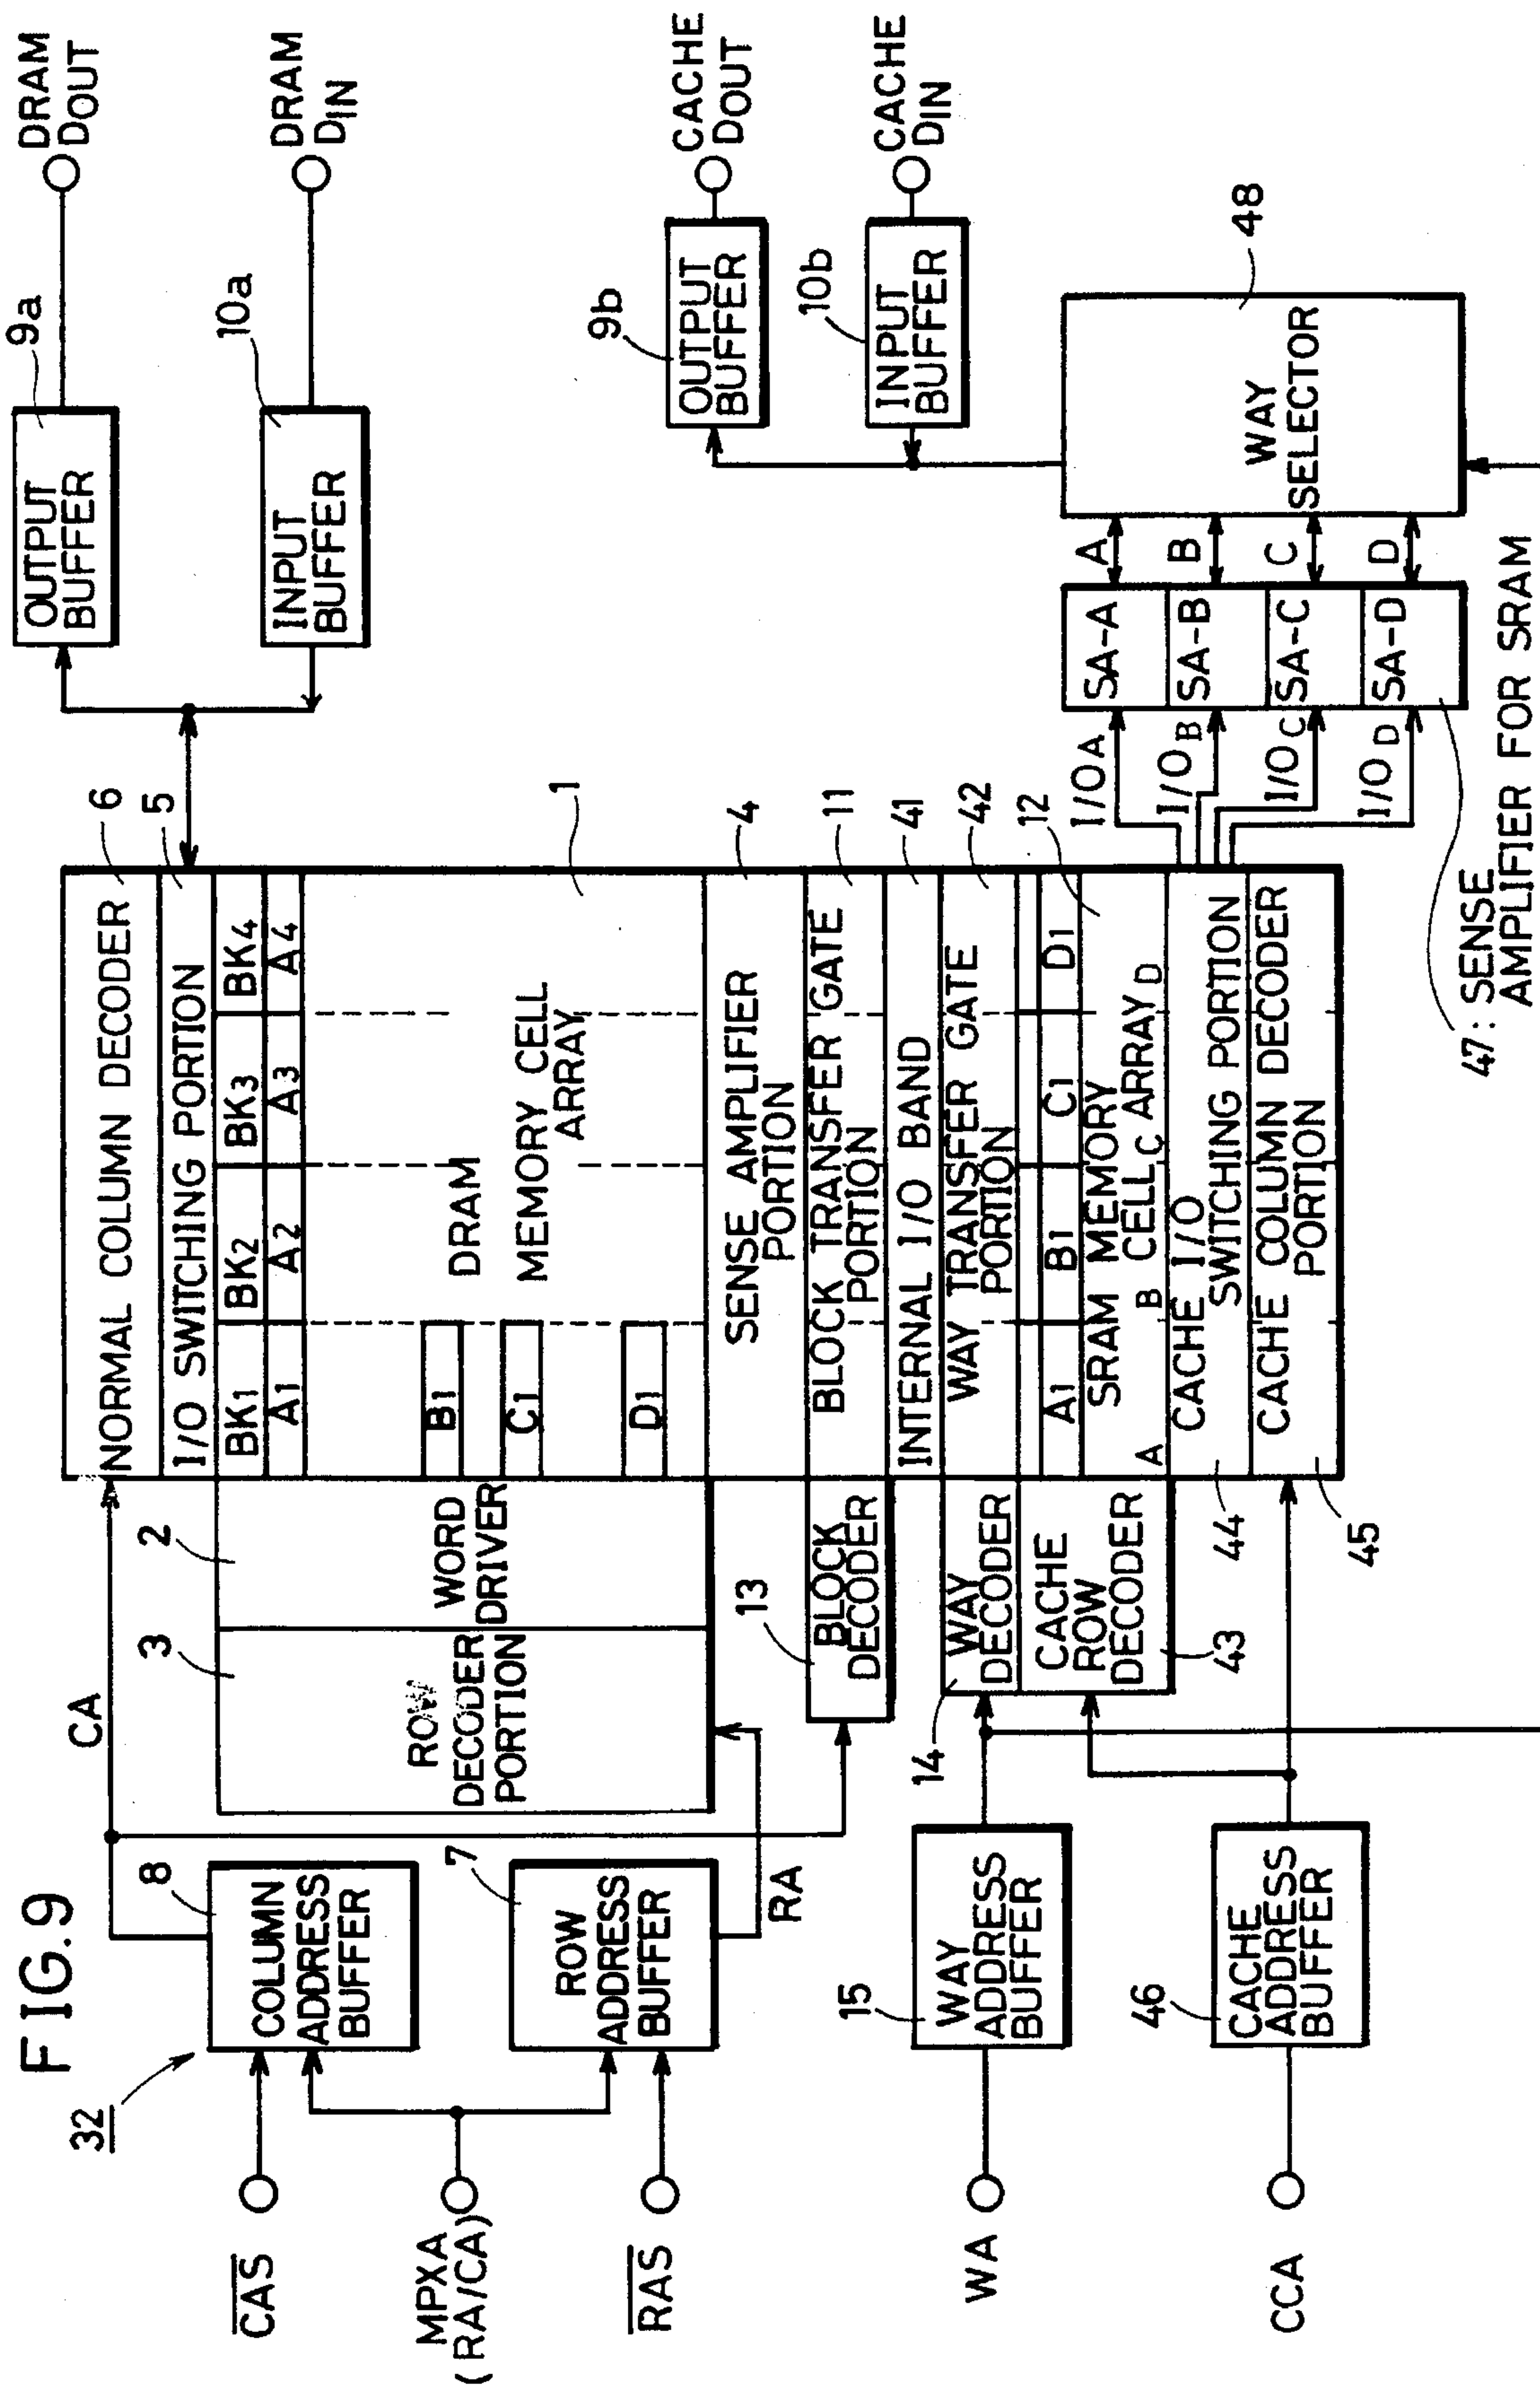 FIG.9
32
CAS
MPXA
(RA/CA)
RAS
WA
CCA
8
COLUMN
ADDRESS
BUFFER
7
ROW
ADDRESS
BUFFER
15
WAY
ADDRESS
BUFFER
46
CACHE
ADDRESS
BUFFER
CA
RA
3
ROW
DECODER
PORTION
2
WORD
DRIVER
13
BLOCK
DECODER
14
WAY
DECODER
CACHE
ROW
DECODER
43
NORMAL COLUMN DECODER
6
I/O SWITCHING PORTION
5
BK1
BK2
BK3
BK4
A1
A2
A3
A4
B1
C1
D1
DRAM
MEMORY CELL
ARRAY
1
SENSE AMPLIFIER
PORTION
4
BLOCK TRANSFER GATE
PORTION
11
INTERNAL I/O BAND
41
WAY TRANSFER GATE
PORTION
42
A1
B1
C1
D1
SRAM MEMORY
CELL ARRAY
12
A
B
C
D
CACHE I/O
SWITCHING PORTION
44
CACHE COLUMN DECODER
PORTION
45
OUTPUT
BUFFER
9a
DRAM
DOUT
INPUT
BUFFER
10a
DRAM
DIN
OUTPUT
BUFFER
9b
CACHE
DOUT
INPUT
BUFFER
10b
CACHE
DIN
I/OA
I/OB
I/OC
I/OD
SA-A
SA-B
SA-C
SA-D
A
B
C
D
WAY
SELECTOR
48
47: SENSE
AMPLIFIER FOR SRAM